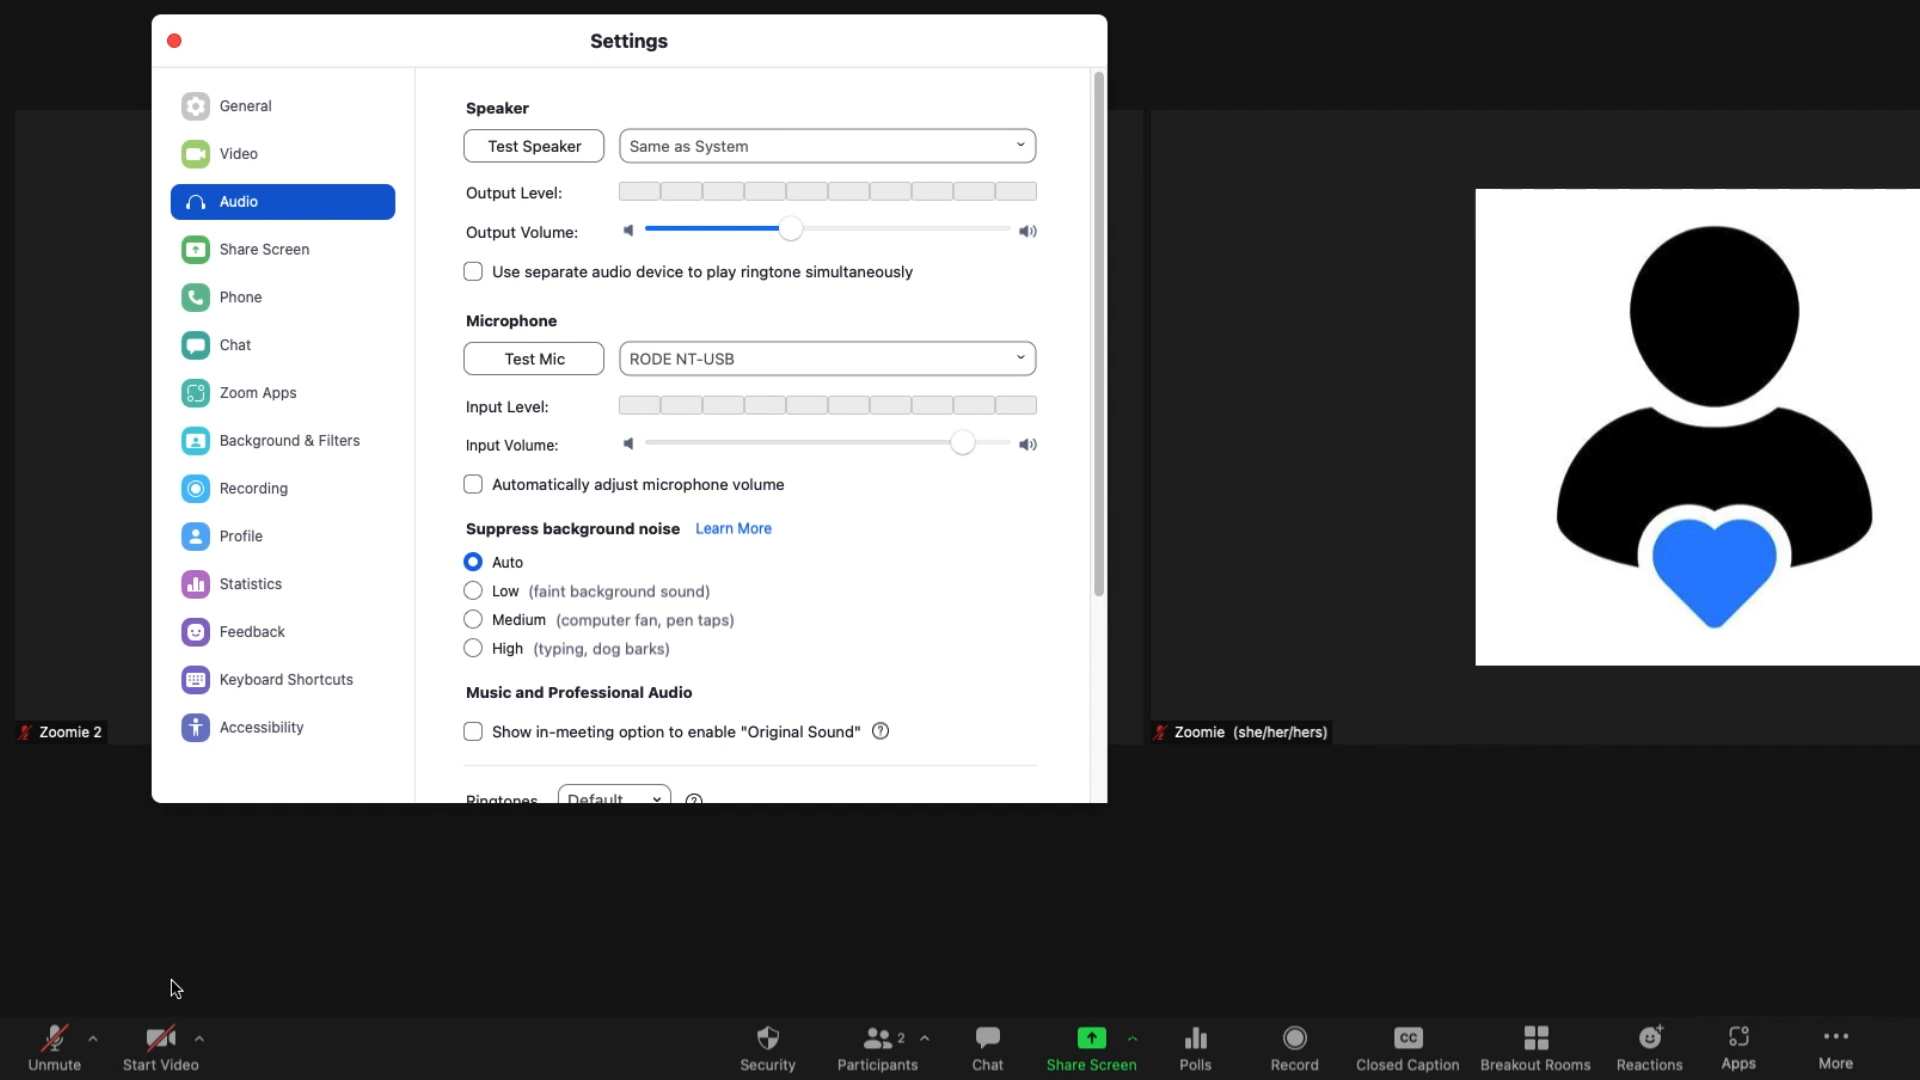 Settings
General
Video
Audio
Share Screen
Phone
Chat
Zoom Apps
Background & Filters
Recording
Profile
Statistics
Feedback
Keyboard Shortcuts
Accessibility
Speaker
Test Speaker Same as System
Output Level:
Output Volume:
Use separate audio device to play ringtone simultaneously
Microphone
Test Mic RODE NT-USB
Input Level:
Input Volume:
Automatically adjust microphone volume
Suppress background noise Learn More
Auto
Low (faint background sound)
Medium (computer fan, pen taps)
High (typing, dog barks)
Music and Professional Audio
Show in-meeting option to enable "Original Sound" ?
Ringtones Default ?
Zoomie 2
Zoomie (she/her/hers)
Unmute
Start Video
Security
2
Participants
Chat
Share Screen
Polls
Record
CC
Closed Caption
Breakout Rooms
Reactions
Apps
More